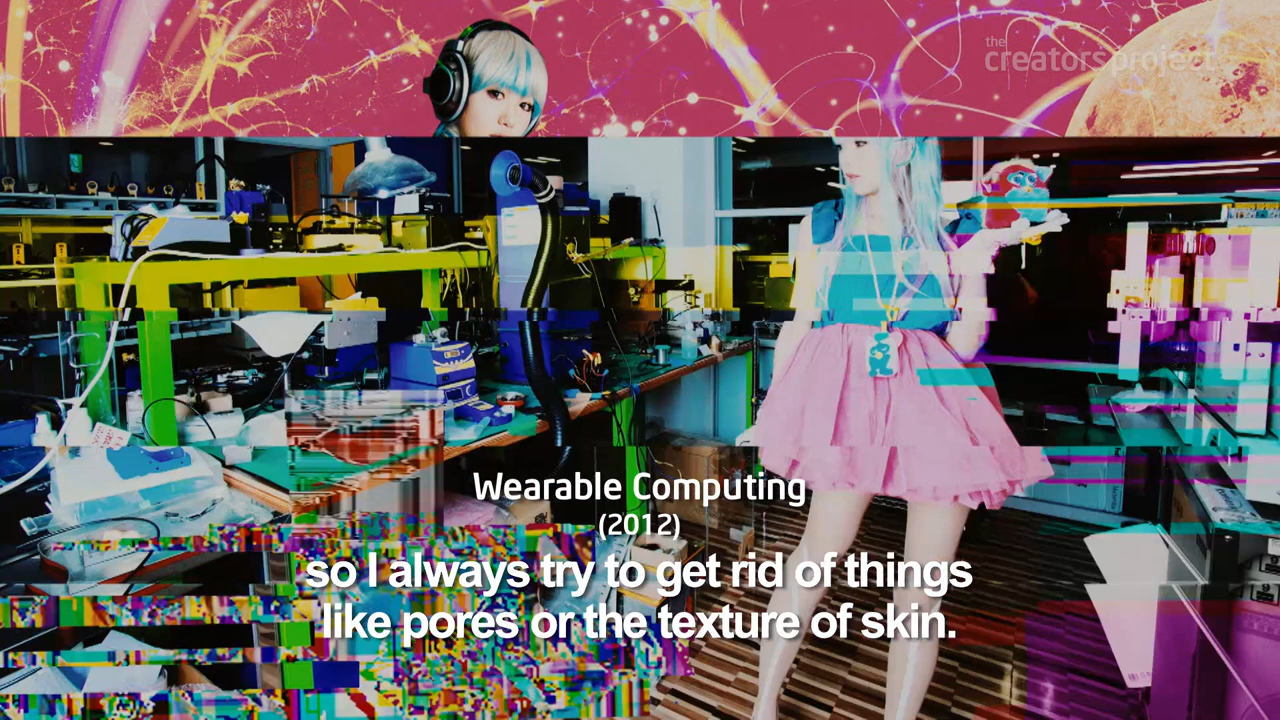 the
creators project
Wearable Computing
(2012)
so I always try to get rid of things
like pores or the texture of skin.